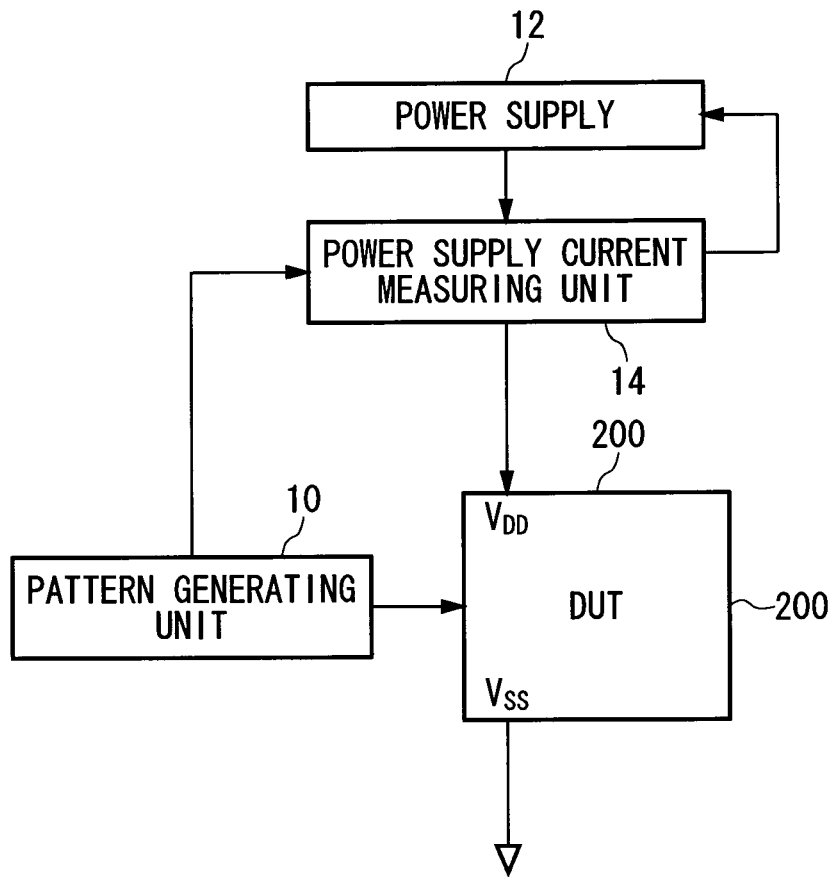 12
POWER SUPPLY
POWER SUPPLY CURRENT
MEASURING UNIT
14
200
10
V_DD
PATTERN GENERATING
UNIT
DUT
200
V_SS